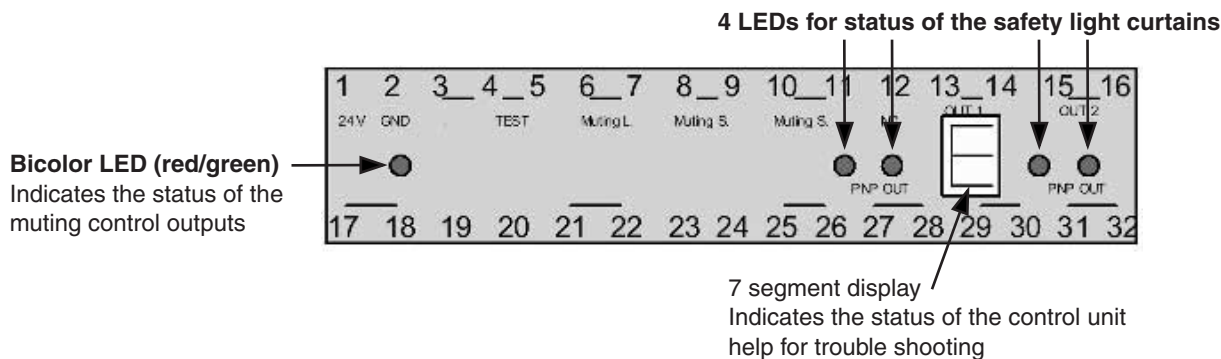 4 LEDs for status of the safety light curtains
1 2 3 4 5 6 7 8 9 10 11 12 13 14 15 16
24V GND TEST Muting L. Muting S. Muting S. NC OUT 1 OUT 2
Bicolor LED (red/green)
Indicates the status of the
muting control outputs
PNP OUT PNP OUT
17 18 19 20 21 22 23 24 25 26 27 28 29 30 31 32
7 segment display
Indicates the status of the control unit
help for trouble shooting